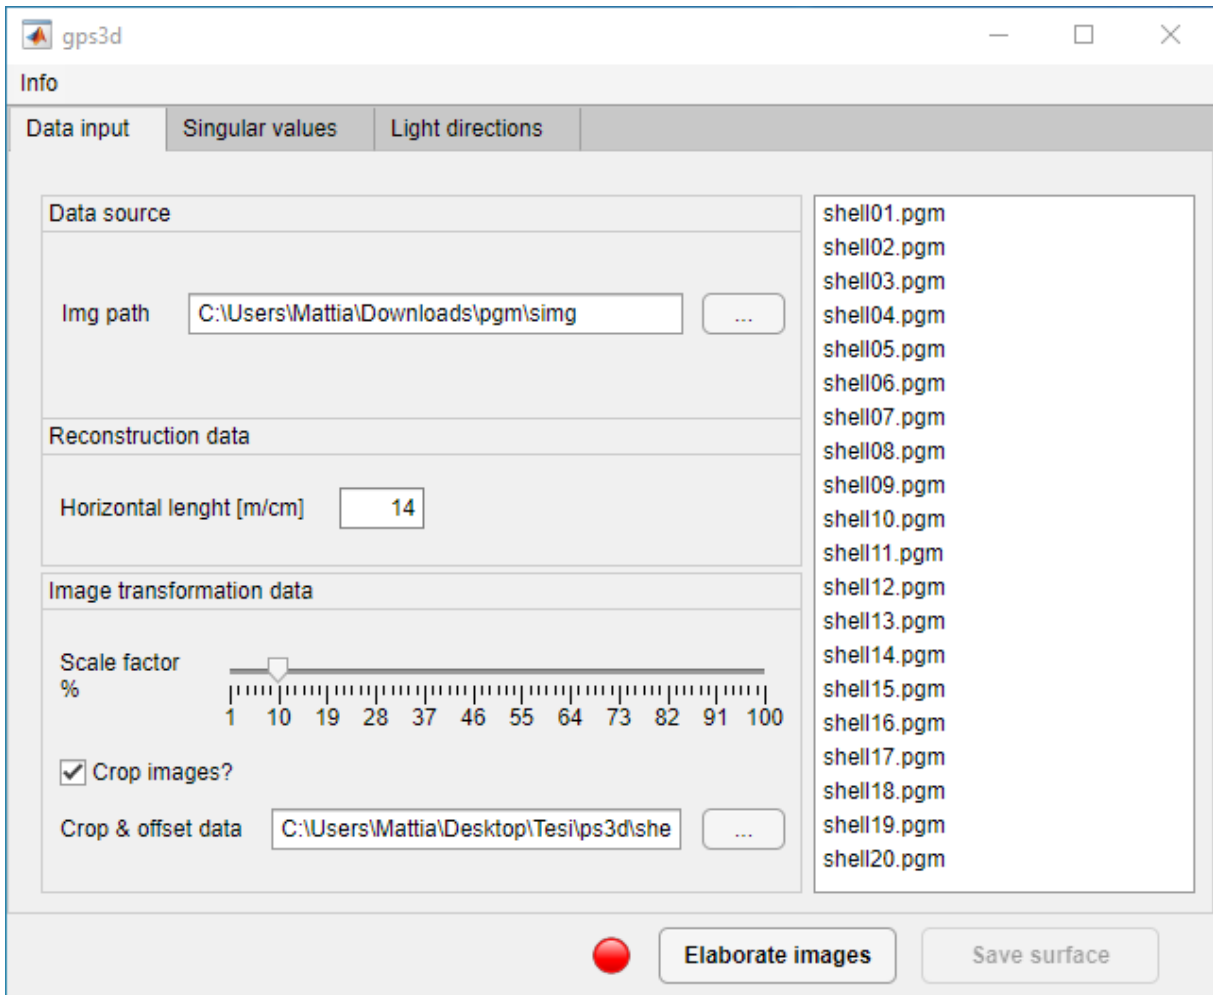 gps3d
Info
Data input Singular values Light directions
Data source
Img path C:\Users\Mattia\Downloads\pgm\simg ...
Reconstruction data
Horizontal lenght [m/cm] 14
Image transformation data
Scale factor
%
1 10 19 28 37 46 55 64 73 82 91 100
Crop images?
Crop & offset data C:\Users\Mattia\Desktop\Tesi\ps3d\she ...
shell01.pgm
shell02.pgm
shell03.pgm
shell04.pgm
shell05.pgm
shell06.pgm
shell07.pgm
shell08.pgm
shell09.pgm
shell10.pgm
shell11.pgm
shell12.pgm
shell13.pgm
shell14.pgm
shell15.pgm
shell16.pgm
shell17.pgm
shell18.pgm
shell19.pgm
shell20.pgm
Elaborate images Save surface